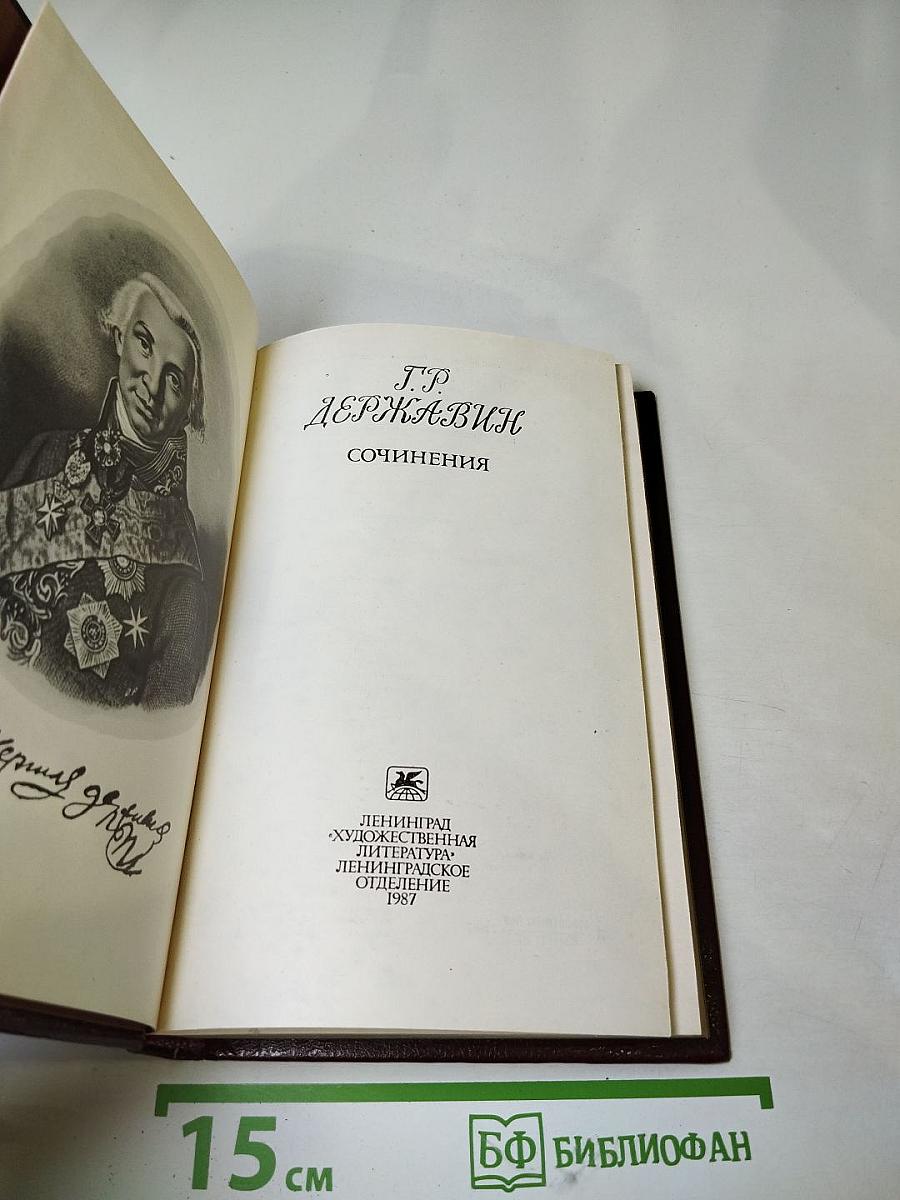 Г.Р.
ДЕРЖАВИН
СОЧИНЕНИЯ
ЛЕНИНГРАД
«ХУДОЖЕСТВЕННАЯ
ЛИТЕРАТУРА»
ЛЕНИНГРАДСКОЕ
ОТДЕЛЕНИЕ
1987
15 см
БФ БИБЛИОФАН